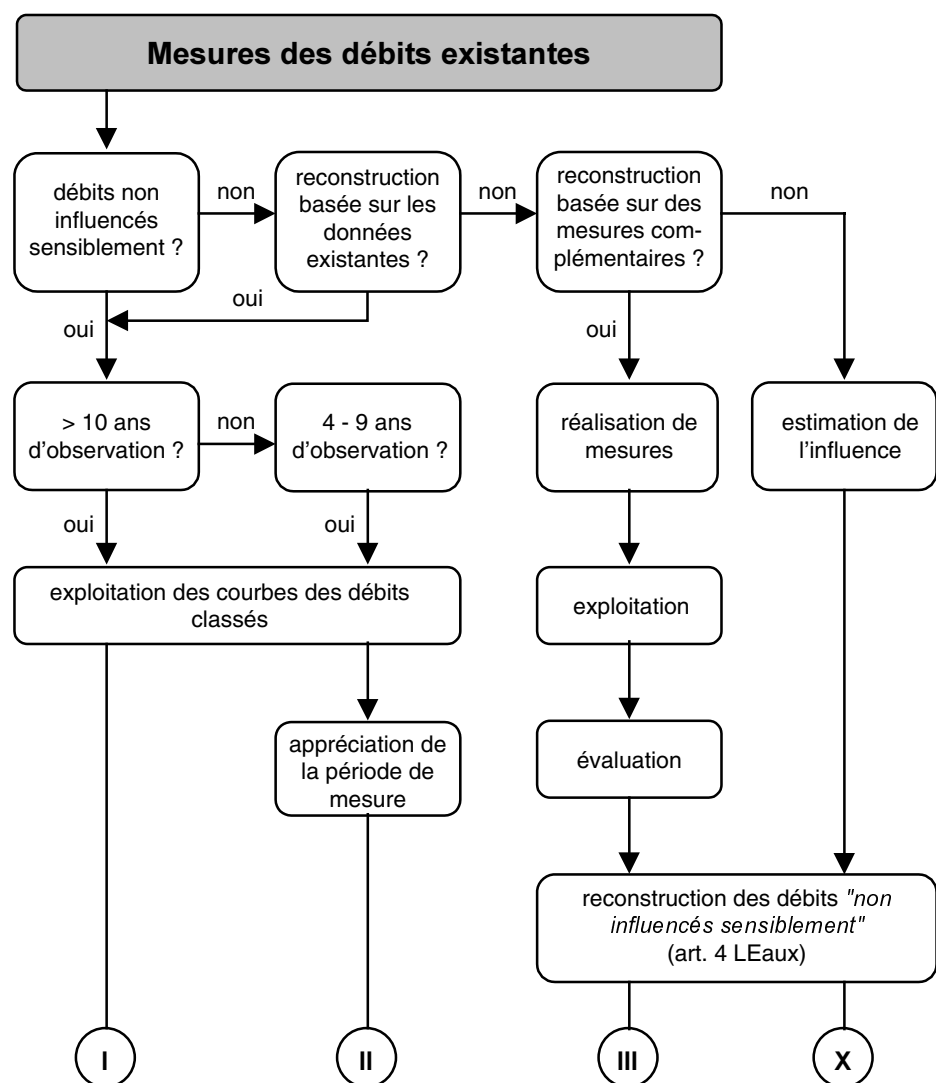 Mesures des débits existantes
débits non
influencés
sensiblement ?
non
reconstruction
basée sur les
données
existantes ?
non
reconstruction
basée sur des
mesures com-
plémentaires ?
non
oui
oui
oui
> 10 ans
d'observation ?
non
4 - 9 ans
d'observation ?
réalisation de
mesures
estimation de
l'influence
oui
oui
exploitation des courbes des débits
classés
exploitation
appréciation de
la période de
mesure
évaluation
reconstruction des débits "non
influencés sensiblement"
(art. 4 LEaux)
I
II
III
X